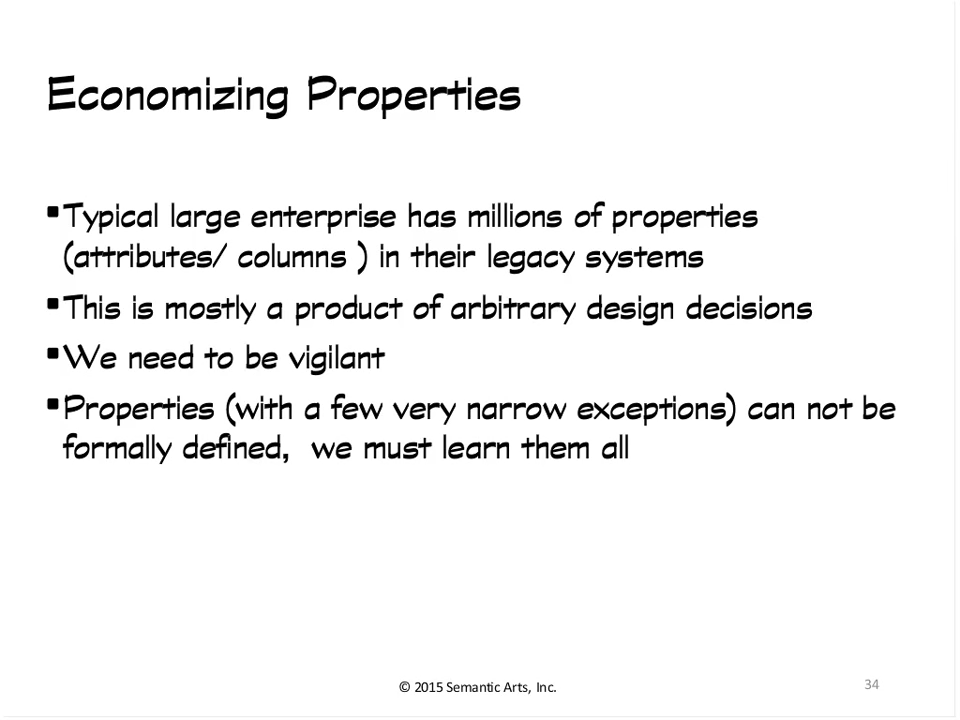 Economizing Properties
▪Typical large enterprise has millions of properties
(attributes/ columns ) in their legacy systems
▪This is mostly a product of arbitrary design decisions
▪We need to be vigilant
▪Properties (with a few very narrow exceptions) can not be
formally defined,  we must learn them all
© 2015 Semantic Arts, Inc.
34